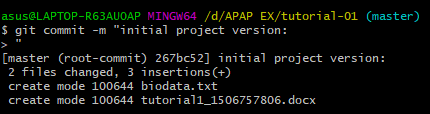 asus@LAPTOP-R63AUOAP MINGW64 /d/APAP EX/tutorial-01 (master)
$ git commit -m "initial project version:
> "
[master (root-commit) 267bc52] initial project version:
 2 files changed, 3 insertions(+)
 create mode 100644 biodata.txt
 create mode 100644 tutorial1_1506757806.docx